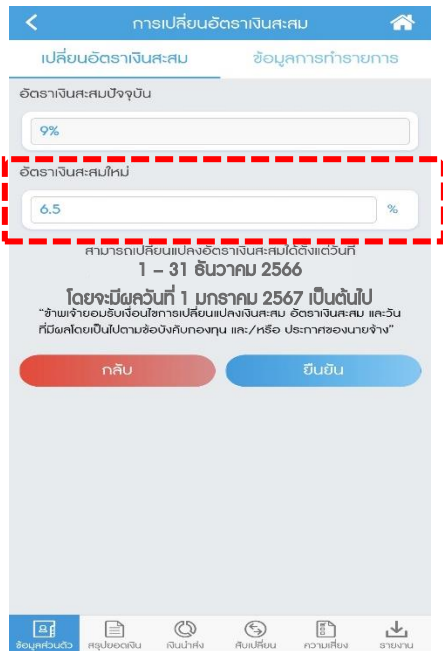 การเปลี่ยนอัตราเงินสะสม
เปลี่ยนอัตราเงินสะสม ข้อมูลการทำรายการ
อัตราเงินสะสมปัจจุบัน
9%
อัตราเงินสะสมใหม่
6.5 %
สามารถเปลี่ยนแปลงอัตราเงินสะสมได้ตั้งแต่วันที่
1 – 31 ธันวาคม 2566
โดยจะมีผลวันที่ 1 มกราคม 2567 เป็นต้นไป
"ข้าพเจ้ายอมรับเงื่อนไขการเปลี่ยนแปลงเงินสะสม อัตราเงินสะสม และวัน
ที่มีผลโดยเป็นไปตามข้อบังคับกองทุน และ/หรือ ประกาศของนายจ้าง"
กลับ ยืนยัน
ข้อมูลส่วนตัว สรุปยอดเงิน เงินนำส่ง สับเปลี่ยน ความเสี่ยง รายงาน